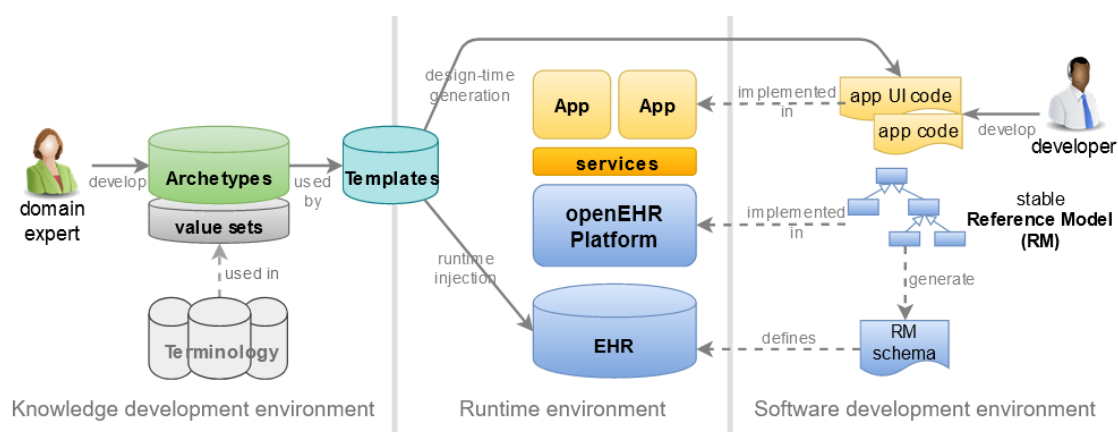 domain
expert
develop
Archetypes
value sets
used in
Terminology
used
by
Templates
Knowledge development environment
design-time
generation
runtime
injection
App
App
services
openEHR
Platform
EHR
Runtime environment
implemented
in
app UI code
app code
develop
developer
implemented
in
stable
Reference Model
(RM)
generate
defines
RM
schema
Software development environment